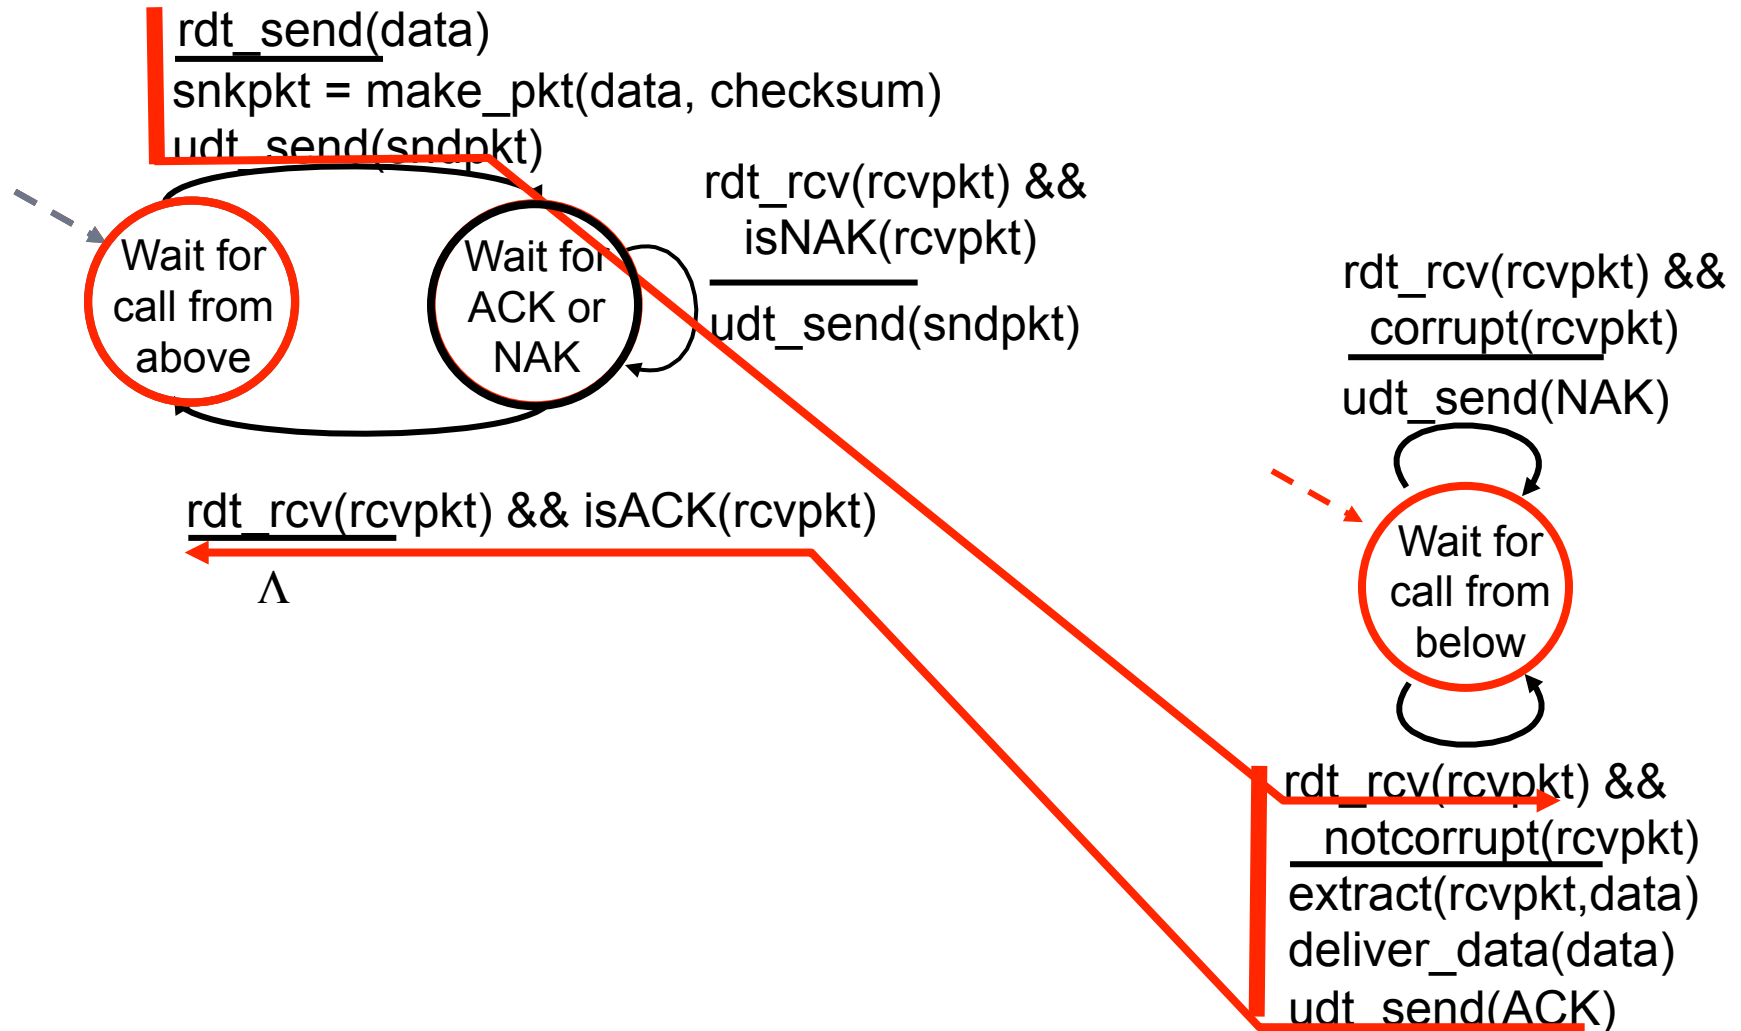 rdt_send(data)
snkpkt = make_pkt(data, checksum)
udt_send(sndpkt)
Wait for
call from
above
Wait for
ACK or
NAK
rdt_rcv(rcvpkt) &&
isNAK(rcvpkt)
udt_send(sndpkt)
rdt_rcv(rcvpkt) && isACK(rcvpkt)
Λ
rdt_rcv(rcvpkt) &&
corrupt(rcvpkt)
udt_send(NAK)
Wait for
call from
below
rdt_rcv(rcvpkt) &&
notcorrupt(rcvpkt)
extract(rcvpkt,data)
deliver_data(data)
udt_send(ACK)